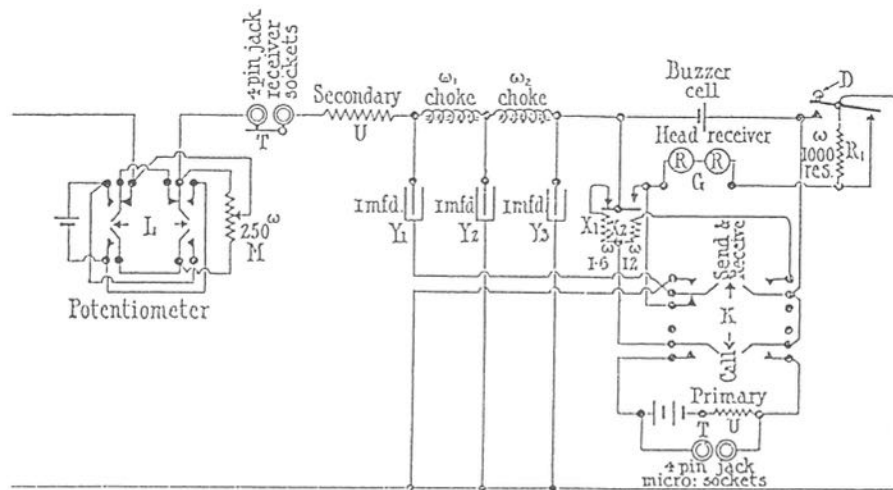 4 pin jack
receiver
sockets
T
Secondary
U
ω₁
choke
ω₂
choke
Buzzer
cell
D
Head receiver
R R
G
ω
1000
res.
R₁
L
250 ω
M
Potentiometer
1mfd.
Y₁
1mfd
Y₂
1mfd
Y₃
X₁
X₂
ω
1·6
ω
12
Send &
Receive
K
Call
Primary
T
U
4 pin jack
micro: sockets